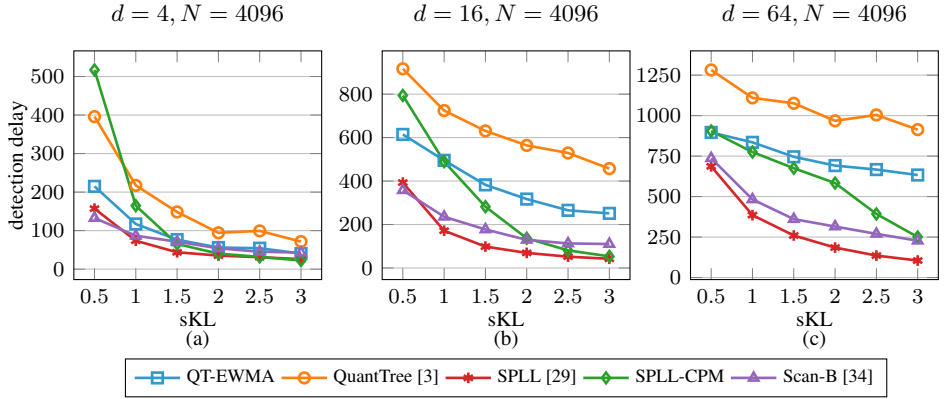 d = 4, N = 4096
d = 16, N = 4096
d = 64, N = 4096
detection delay
500
400
300
200
100
0
0.5 1 1.5 2 2.5 3
sKL
(a)
800
600
400
200
0
0.5 1 1.5 2 2.5 3
sKL
(b)
1250
1000
750
500
250
0
0.5 1 1.5 2 2.5 3
sKL
(c)
QT-EWMA QuantTree [3] SPLL [29] SPLL-CPM Scan-B [34]